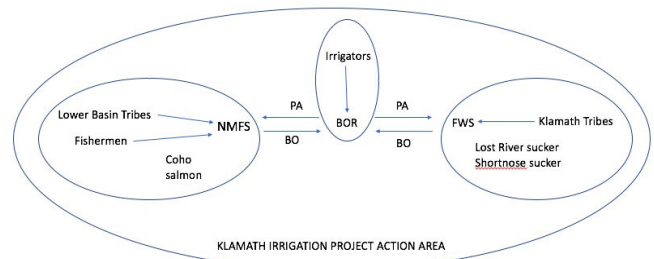 Irrigators
BOR
PA
BO
PA
BO
Lower Basin Tribes
Fishermen
NMFS
Coho
salmon
FWS
Klamath Tribes
Lost River sucker
Shortnose sucker
KLAMATH IRRIGATION PROJECT ACTION AREA